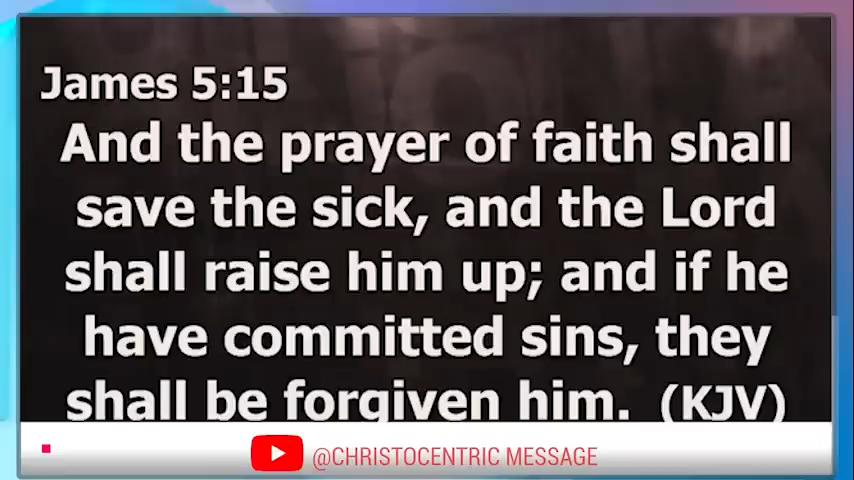 James 5:15
And the prayer of faith shall
save the sick, and the Lord
shall raise him up; and if he
have committed sins, they
shall be forgiven him. (KJV)
@CHRISTOCENTRIC MESSAGE